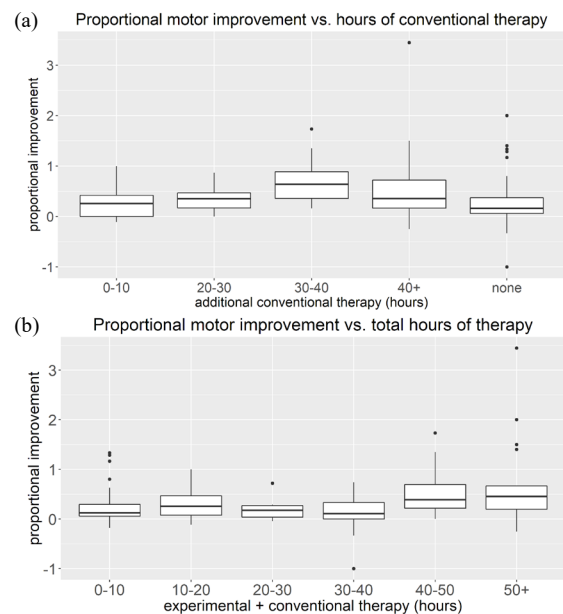 (a)
Proportional motor improvement vs. hours of conventional therapy
proportional improvement
3
2
1
0
-1
0-10 20-30 30-40 40+ none
additional conventional therapy (hours)
(b)
Proportional motor improvement vs. total hours of therapy
proportional improvement
3
2
1
0
-1
0-10 10-20 20-30 30-40 40-50 50+
experimental + conventional therapy (hours)